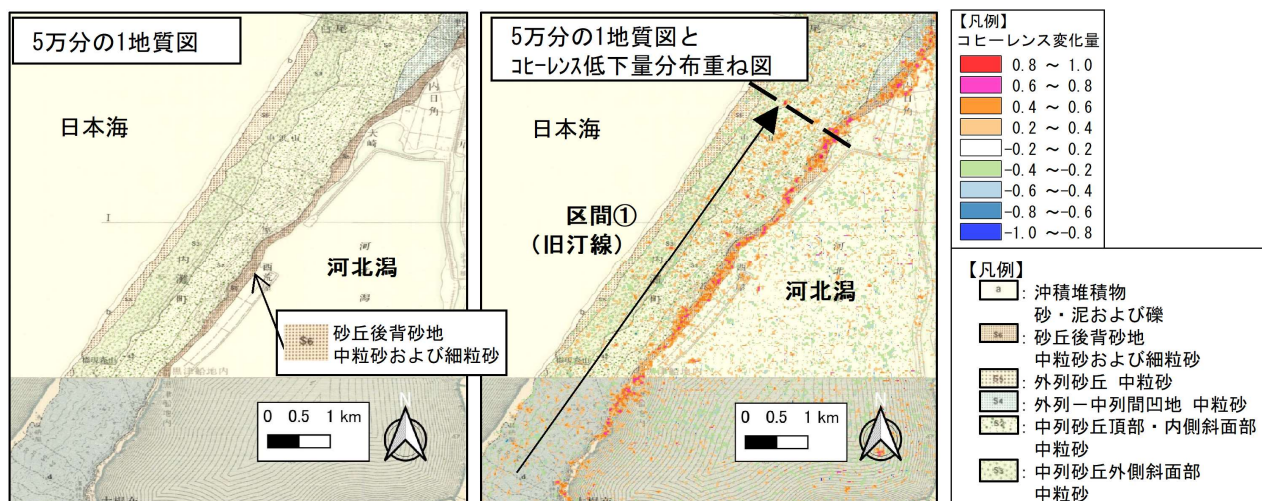 5万分の1地質図
日本海
河北潟
内灘町
砂丘後背砂地
中粒砂および細粒砂
S6
0 0.5 1 km
N
5万分の1地質図と
コヒーレンス低下量分布重ね図
日本海
区間①
(旧汀線)
河北潟
0 0.5 1 km
N
【凡例】
コヒーレンス変化量
0.8 ～ 1.0
0.6 ～ 0.8
0.4 ～ 0.6
0.2 ～ 0.4
-0.2 ～ 0.2
-0.4 ～-0.2
-0.6 ～-0.4
-0.8 ～-0.6
-1.0 ～-0.8
【凡例】
a : 沖積堆積物
砂・泥および礫
S6 : 砂丘後背砂地
中粒砂および細粒砂
S5 : 外列砂丘 中粒砂
S4 : 外列－中列間凹地 中粒砂
: 中列砂丘頂部・内側斜面部
中粒砂
: 中列砂丘外側斜面部
中粒砂